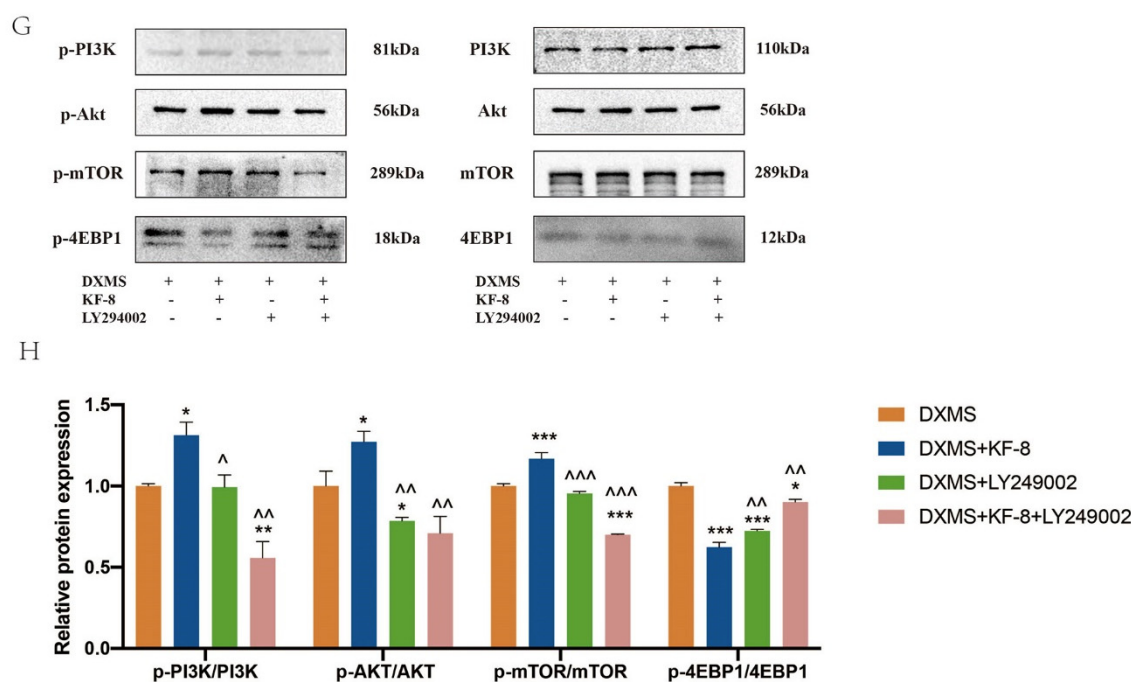 G
p-PI3K 81kDa PI3K 110kDa
p-Akt 56kDa Akt 56kDa
p-mTOR 289kDa mTOR 289kDa
p-4EBP1 18kDa 4EBP1 12kDa
DXMS + + + + DXMS + + + +
KF-8 - + - + KF-8 - + - +
LY294002 - - + + LY294002 - - + +
H
Relative protein expression
1.5
1.0
0.5
0.0
* ^ ^^ **
* ^^ * ^^
*** ^^^ ^^^ ***
*** ^^ *** ^^ *
p-PI3K/PI3K p-AKT/AKT p-mTOR/mTOR p-4EBP1/4EBP1
DXMS
DXMS+KF-8
DXMS+LY249002
DXMS+KF-8+LY249002